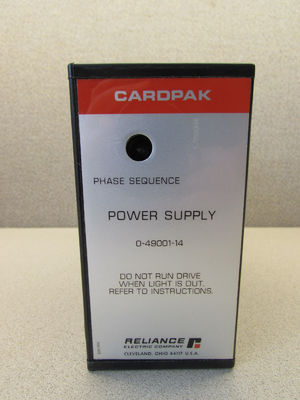 CARDPAK
PHASE SEQUENCE
POWER SUPPLY
0-49001-14
DO NOT RUN DRIVE
WHEN LIGHT IS OUT.
REFER TO INSTRUCTIONS.
RELIANCE
ELECTRIC COMPANY
CLEVELAND, OHIO 44117 U.S.A.